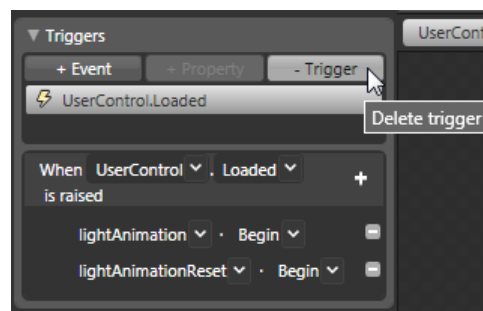 Triggers
UserCont
+ Event
+ Property
- Trigger
UserControl.Loaded
Delete trigger
When UserControl . Loaded
is raised
+
lightAnimation · Begin
lightAnimationReset · Begin